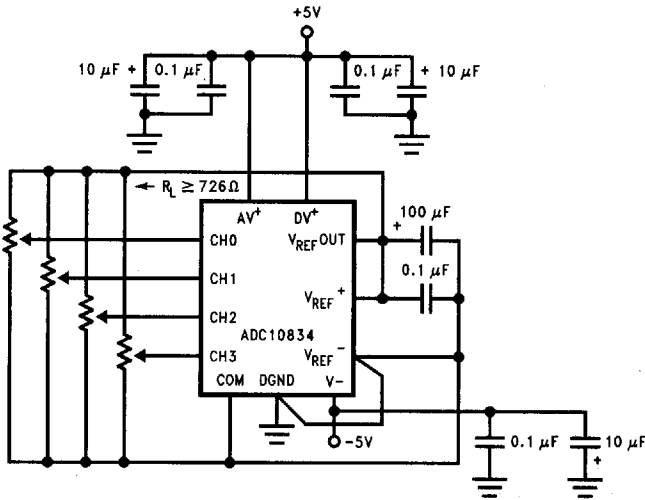 +5V
10 μF + 0.1 μF
0.1 μF + 10 μF
← R_L ≥ 726Ω
AV⁺ DV⁺
100 μF
+
CH0 V_REF OUT
0.1 μF
CH1
V_REF⁺
CH2
ADC10834
CH3 V_REF⁻
COM DGND V−
−5V
0.1 μF 10 μF
+